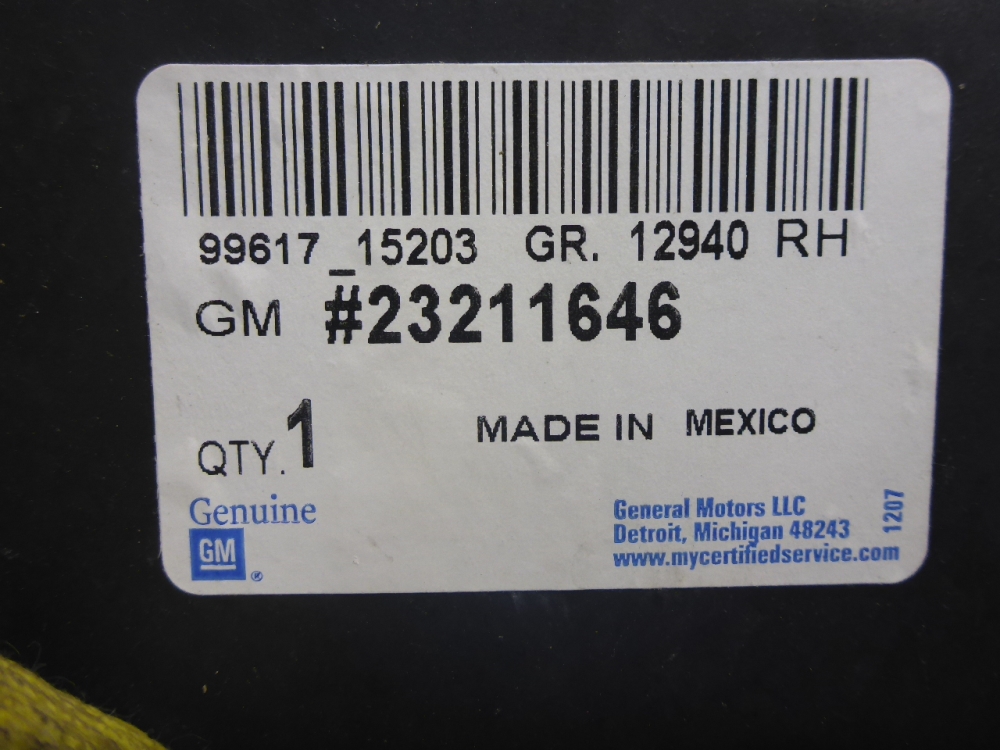 99617_15203 GR. 12940 RH
GM #23211646
QTY. 1 MADE IN MEXICO
Genuine
GM ®
General Motors LLC
Detroit, Michigan 48243
www.mycertifiedservice.com
1207